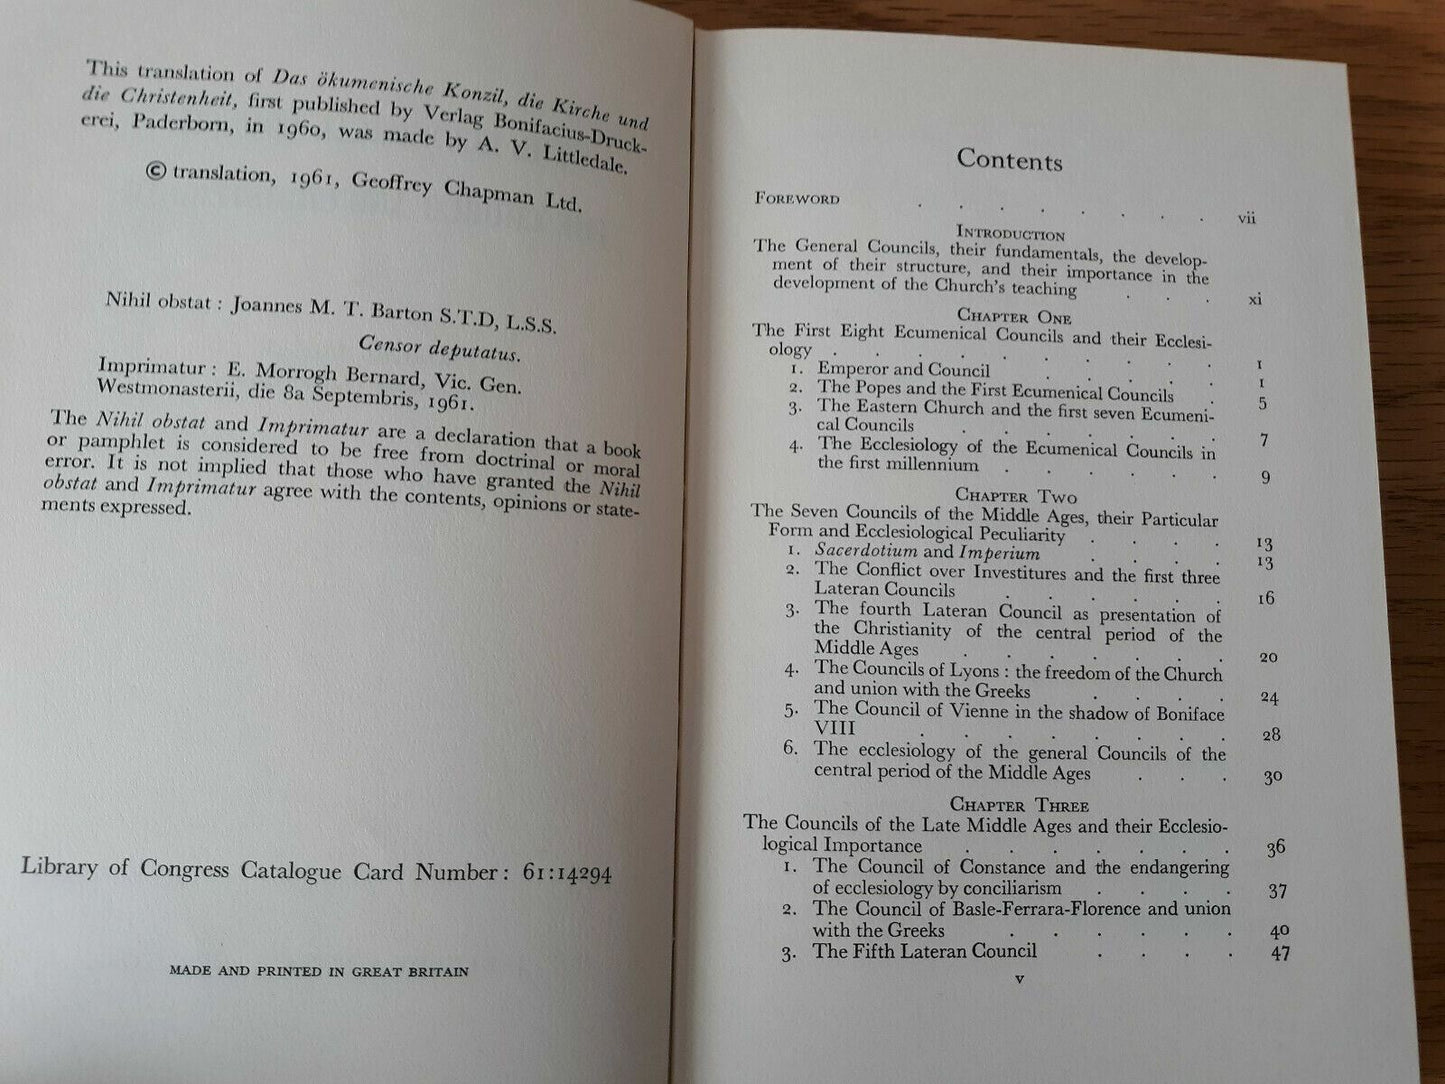 This translation of Das ökumenische Konzil, die Kirche und
die Christenheit, first published by Verlag Bonifacius-Druck-
erei, Paderborn, in 1960, was made by A. V. Littledale.
© translation, 1961, Geoffrey Chapman Ltd.
Nihil obstat : Joannes M. T. Barton S.T.D, L.S.S.
Censor deputatus.
Imprimatur : E. Morrogh Bernard, Vic. Gen.
Westmonasterii, die 8a Septembris, 1961.
The Nihil obstat and Imprimatur are a declaration that a book
or pamphlet is considered to be free from doctrinal or moral
error. It is not implied that those who have granted the Nihil
obstat and Imprimatur agree with the contents, opinions or state-
ments expressed.
Library of Congress Catalogue Card Number : 61:14294
MADE AND PRINTED IN GREAT BRITAIN
Contents
FOREWORD . . . . . . . . vii
INTRODUCTION
The General Councils, their fundamentals, the develop-
ment of their structure, and their importance in the
development of the Church's teaching . . . xi
CHAPTER ONE
The First Eight Ecumenical Councils and their Ecclesi-
ology . . . . . . . . . 1
1. Emperor and Council . . . . . 1
2. The Popes and the First Ecumenical Councils . 5
3. The Eastern Church and the first seven Ecumeni-
cal Councils . . . . . . . 7
4. The Ecclesiology of the Ecumenical Councils in
the first millennium . . . . . . 9
CHAPTER TWO
The Seven Councils of the Middle Ages, their Particular
Form and Ecclesiological Peculiarity . . . . 13
1. Sacerdotium and Imperium . . . . 13
2. The Conflict over Investitures and the first three
Lateran Councils . . . . . . 16
3. The fourth Lateran Council as presentation of
the Christianity of the central period of the
Middle Ages . . . . . . . 20
4. The Councils of Lyons : the freedom of the Church
and union with the Greeks . . . . 24
5. The Council of Vienne in the shadow of Boniface
VIII . . . . . . . . 28
6. The ecclesiology of the general Councils of the
central period of the Middle Ages . . . 30
CHAPTER THREE
The Councils of the Late Middle Ages and their Ecclesio-
logical Importance . . . . . . . 36
1. The Council of Constance and the endangering
of ecclesiology by conciliarism . . . . 37
2. The Council of Basle-Ferrara-Florence and union
with the Greeks . . . . . . 40
3. The Fifth Lateran Council . . . . 47
v